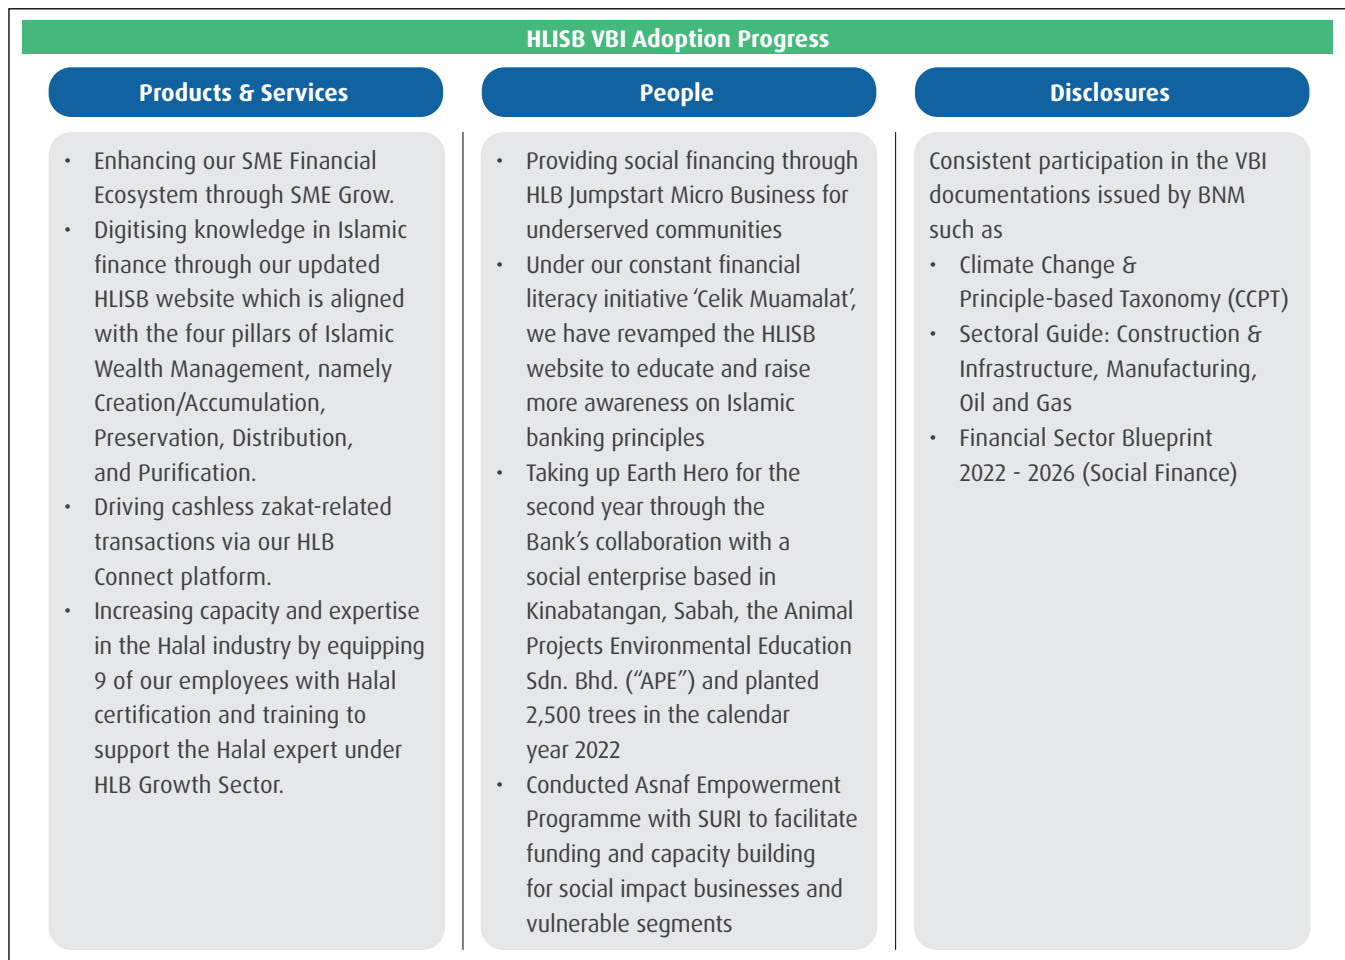 HLISB VBI Adoption Progress
Products & Services
• Enhancing our SME Financial
Ecosystem through SME Grow.
• Digitising knowledge in Islamic
finance through our updated
HLISB website which is aligned
with the four pillars of Islamic
Wealth Management, namely
Creation/Accumulation,
Preservation, Distribution,
and Purification.
• Driving cashless zakat-related
transactions via our HLB
Connect platform.
• Increasing capacity and expertise
in the Halal industry by equipping
9 of our employees with Halal
certification and training to
support the Halal expert under
HLB Growth Sector.
People
• Providing social financing through
HLB Jumpstart Micro Business for
underserved communities
• Under our constant financial
literacy initiative ‘Celik Muamalat’,
we have revamped the HLISB
website to educate and raise
more awareness on Islamic
banking principles
• Taking up Earth Hero for the
second year through the
Bank’s collaboration with a
social enterprise based in
Kinabatangan, Sabah, the Animal
Projects Environmental Education
Sdn. Bhd. (“APE”) and planted
2,500 trees in the calendar
year 2022
• Conducted Asnaf Empowerment
Programme with SURI to facilitate
funding and capacity building
for social impact businesses and
vulnerable segments
Disclosures
Consistent participation in the VBI
documentations issued by BNM
such as
• Climate Change &
Principle-based Taxonomy (CCPT)
• Sectoral Guide: Construction &
Infrastructure, Manufacturing,
Oil and Gas
• Financial Sector Blueprint
2022 - 2026 (Social Finance)